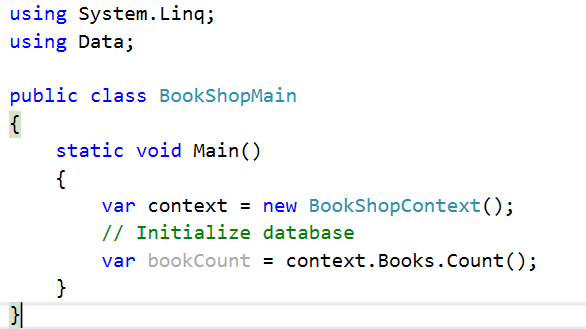 using System.Linq;
using Data;

public class BookShopMain
{
    static void Main()
    {
        var context = new BookShopContext();
        // Initialize database
        var bookCount = context.Books.Count();
    }
}